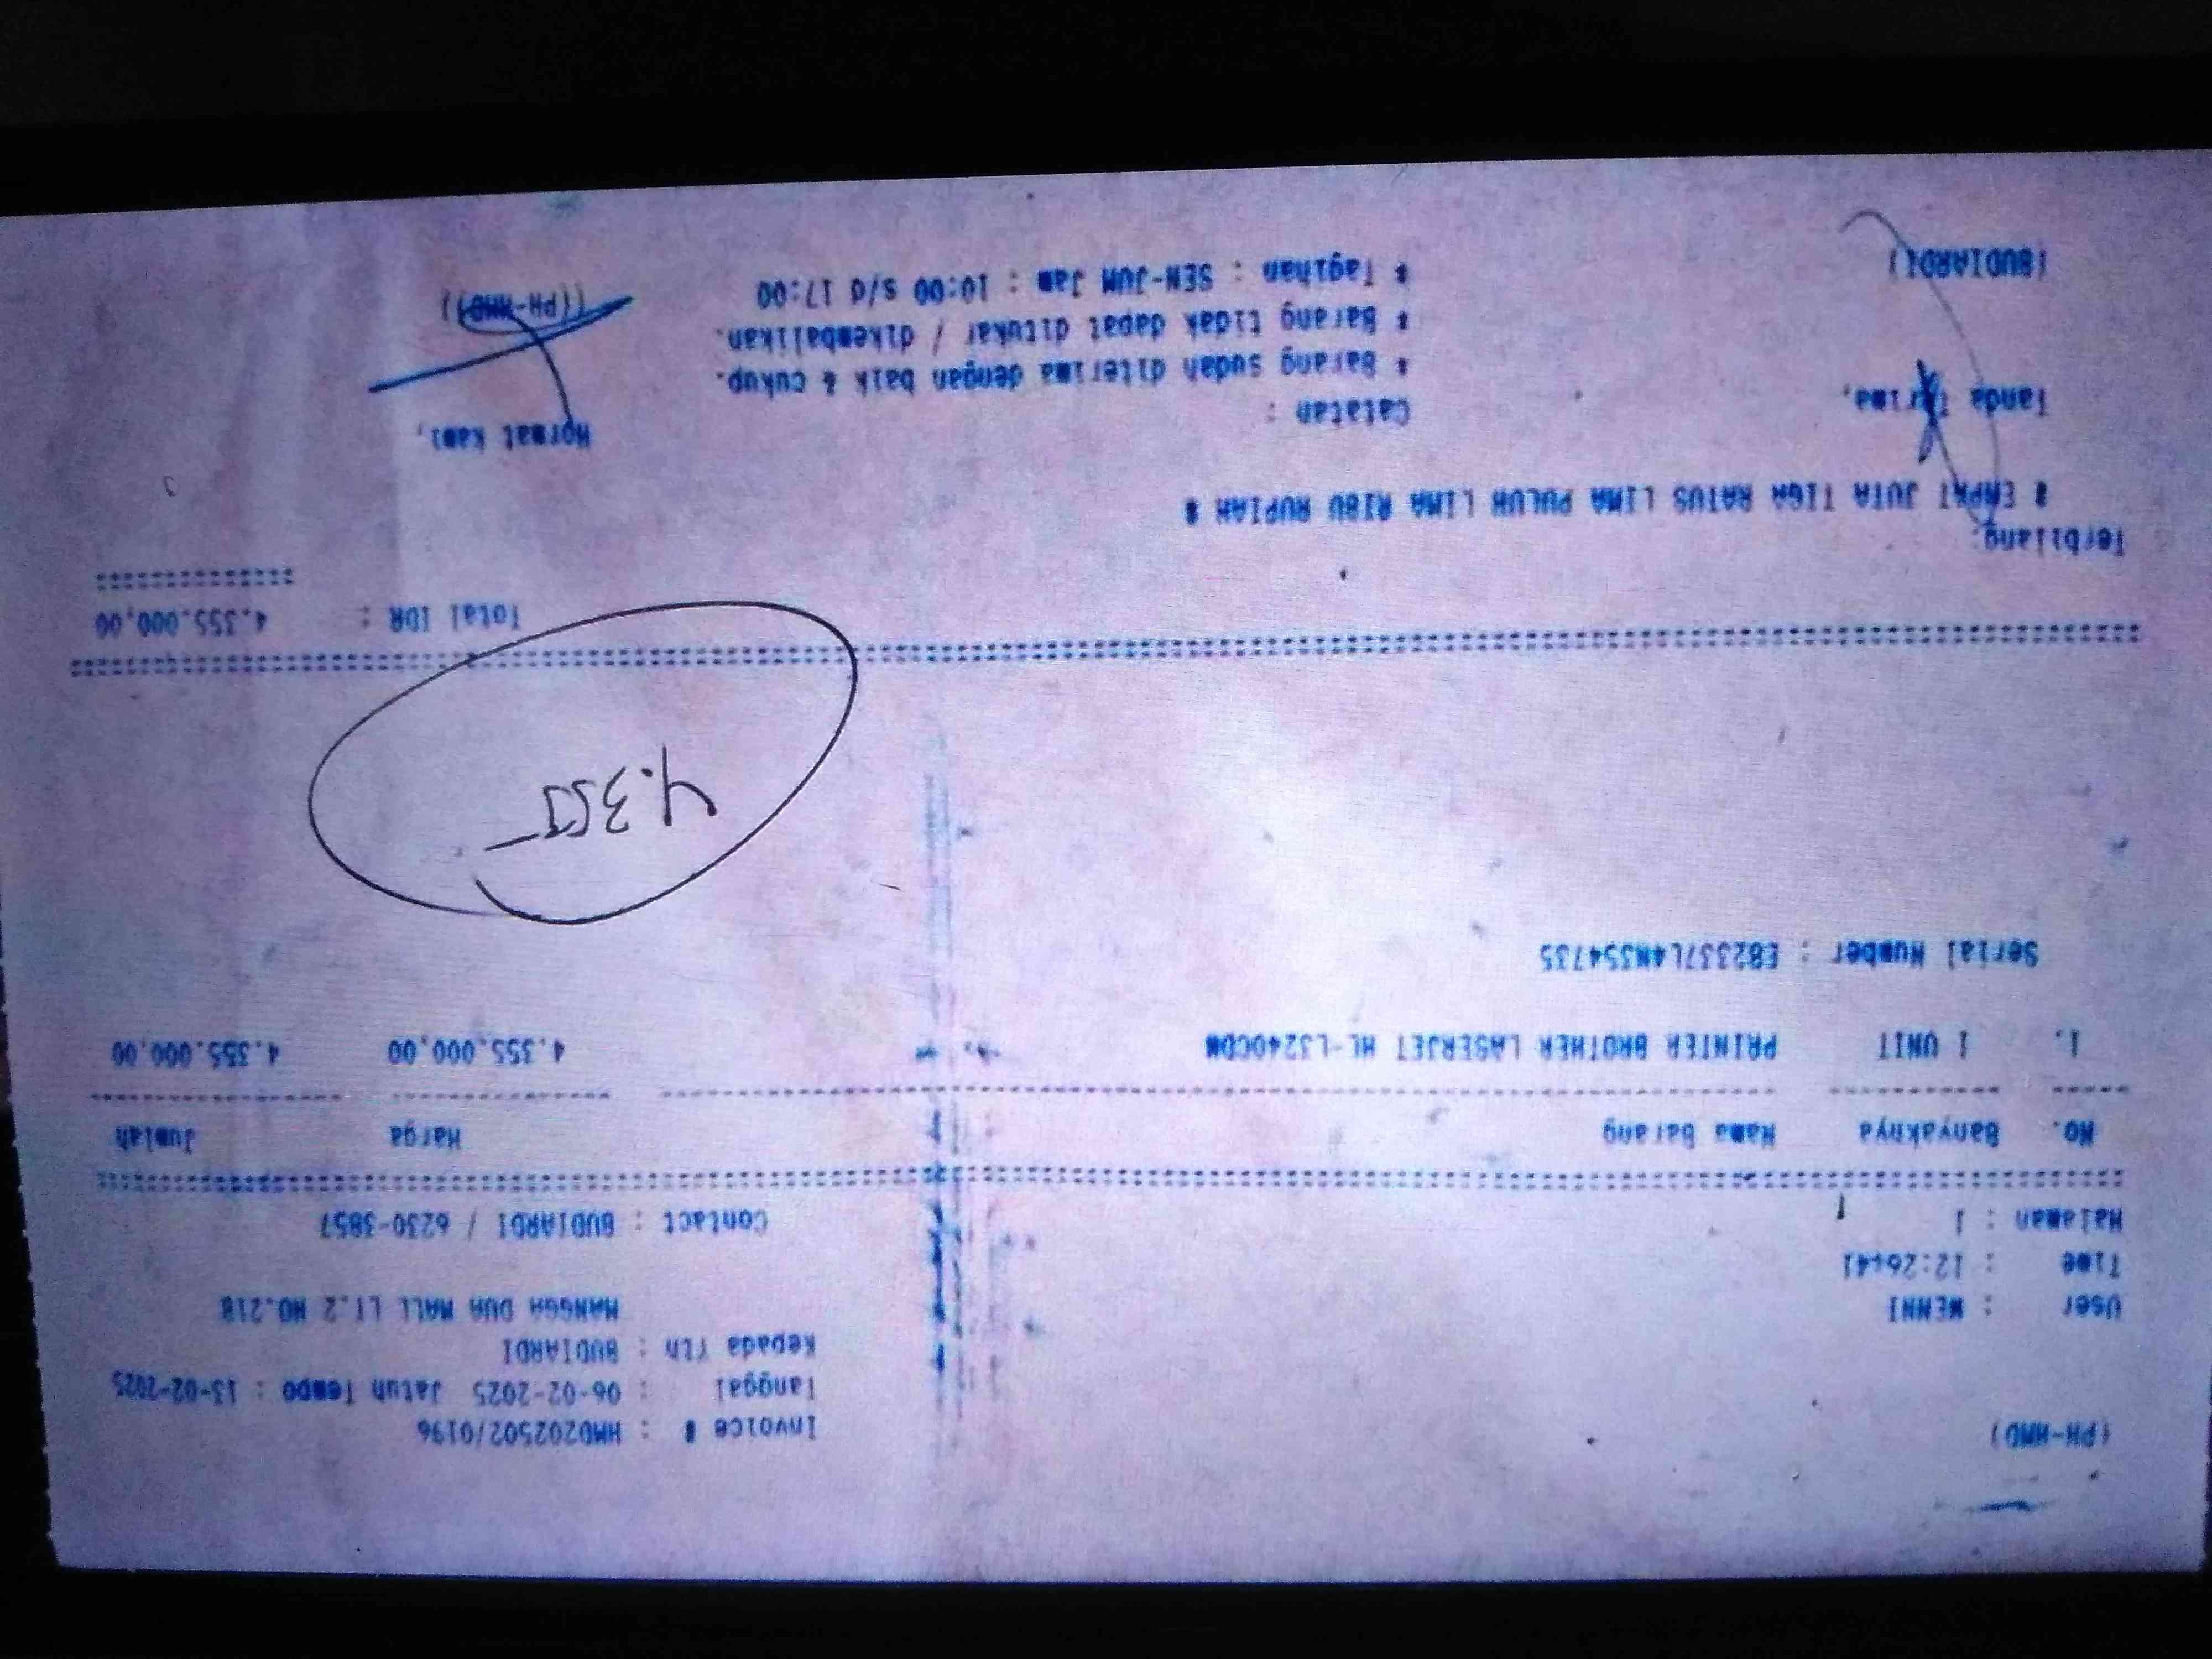 (PH-HMD)
Invoice # : HMD202502/0196
Tanggal : 06-02-2025 Jatuh Tempo : 13-02-2025
Kepada Yth : BUDIARDI
User : WENNI
MANGGA DUA MALL LT.2 NO.21B
Time : 12:26:41
Halaman : 1
Contact : BUDIARDI / 6230-3857
No. Banyaknya Nama Barang Harga Jumlah
1. 1 UNIT PRINTER BROTHER LASERJET HL-L3240CDW 4.355.000,00 4.355.000,00
Serial Number : E82337L4N354735
4.355
Total IDR : 4.355.000,00
Terbilang:
# EMPAT JUTA TIGA RATUS LIMA PULUH LIMA RIBU RUPIAH #
Tanda Terima,
Catatan :
Hormat Kami,
* Barang sudah diterima dengan baik & cukup.
* Barang tidak dapat ditukar / dikembalikan.
* Tagihan : SEN-JUM Jam : 10:00 s/d 17:00
(BUDIARDI)
((PH-HMD))